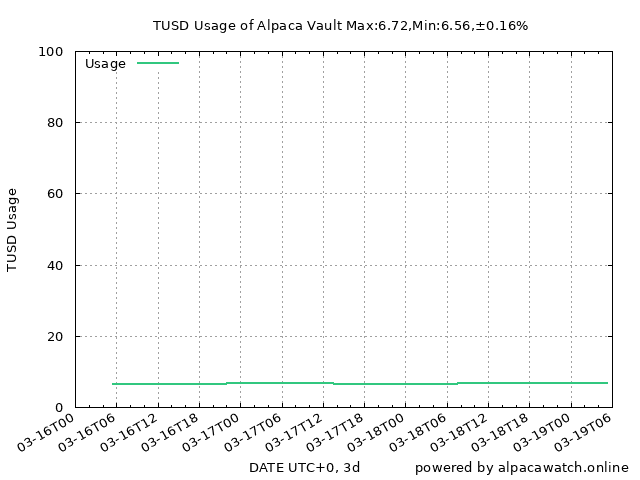 TUSD Usage of Alpaca Vault Max:6.72,Min:6.56,±0.16%
100
Usage
80
60
TUSD Usage
40
20
0
03-16T00
03-16T06
03-16T12
03-16T18
03-17T00
03-17T06
03-17T12
03-17T18
03-18T00
03-18T06
03-18T12
03-18T18
03-19T00
03-19T06
DATE UTC+0, 3d
powered by alpacawatch.online